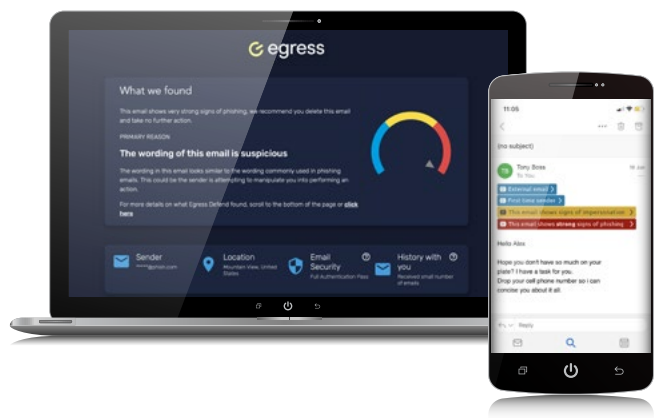 egress
What we found
This email shows very strong signs of phishing, we recommend you delete this email
and take no further action.
PRIMARY REASON
The wording of this email is suspicious
The wording in this email looks similar to the wording commonly used in phishing
emails. This could be the sender is attempting to manipulate you into performing an
action.
For more details on what Egress Defend found, scroll to the bottom of the page or click
here
Sender
Location
Mountain View, United
States
Email
Security
Full Authentication Pass
History with
you
Received small number
of emails
11:05
(no subject)
TB
Tony Boss
To You
External email
First time sender
This email shows signs of impersonation
This email shows strong signs of phishing
Hello Alex
Hope you don't have so much on your
plate? I have a task for you.
Drop your cell phone number so i can
concise you about it all.
Reply